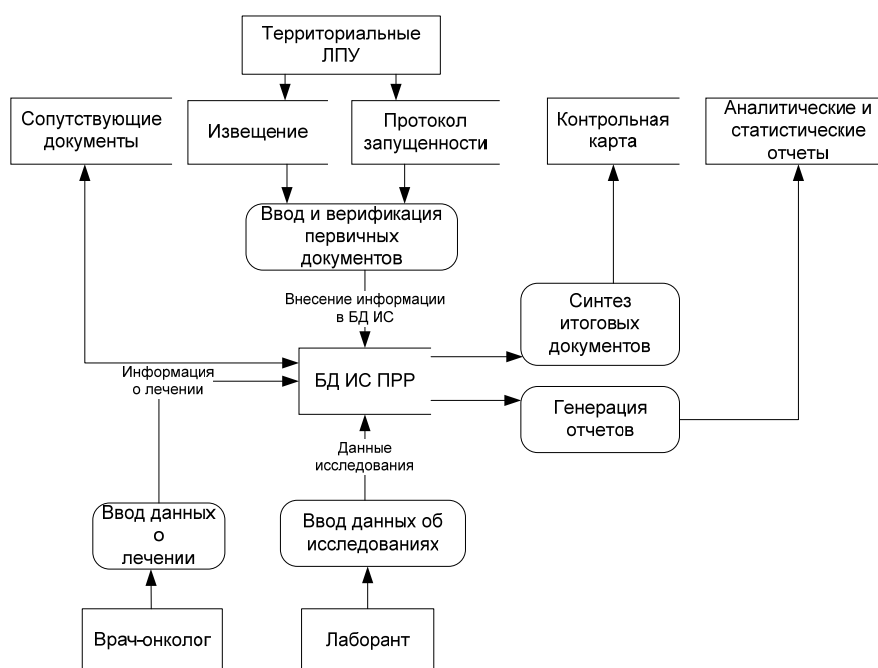 Территориальные
ЛПУ
Сопутствующие
документы
Извещение
Протокол
запущенности
Контрольная
карта
Аналитические и
статистические
отчеты
Ввод и верификация
первичных
документов
Внесение информации
в БД ИС
Синтез
итоговых
документов
Информация
о лечении
БД ИС ПРР
Генерация
отчетов
Данные
исследования
Ввод данных
о
лечении
Ввод данных об
исследованиях
Врач-онколог
Лаборант